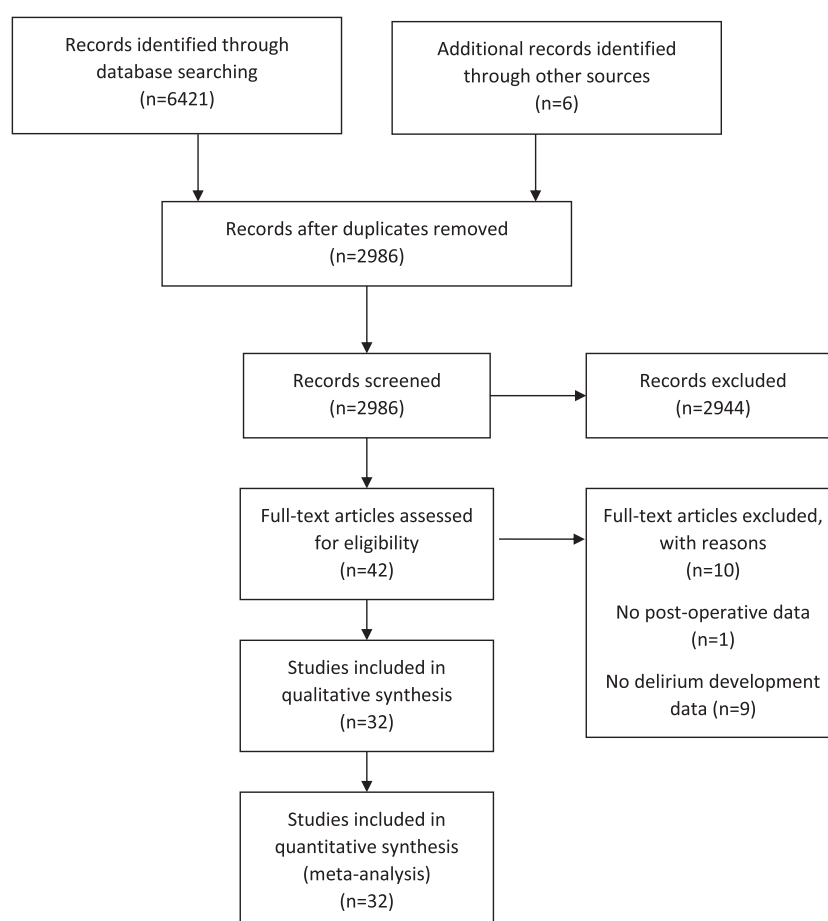 Records identified through
database searching
(n=6421)
Additional records identified
through other sources
(n=6)
Records after duplicates removed
(n=2986)
Records screened
(n=2986)
Records excluded
(n=2944)
Full-text articles assessed
for eligibility
(n=42)
Full-text articles excluded,
with reasons
(n=10)
No post-operative data
(n=1)
No delirium development
data (n=9)
Studies included in
qualitative synthesis
(n=32)
Studies included in
quantitative synthesis
(meta-analysis)
(n=32)